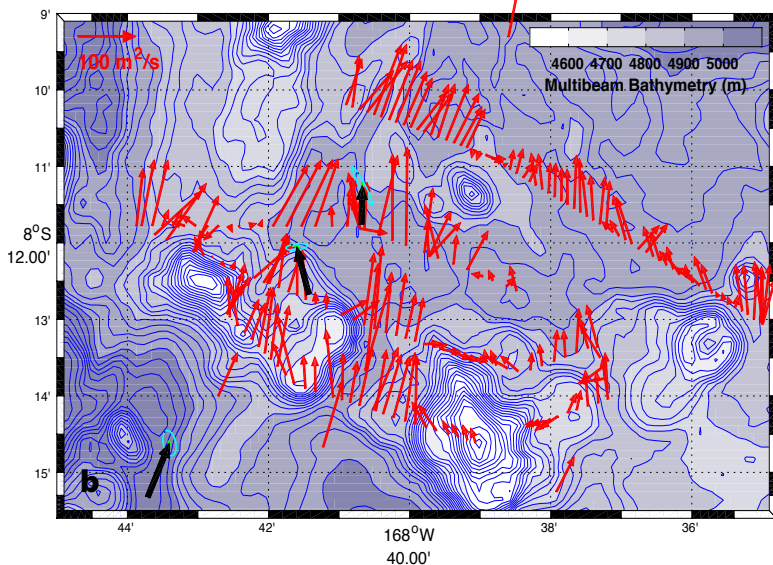 9'
100 m²/s
4600 4700 4800 4900 5000
Multibeam Bathymetry (m)
10'
11'
8°S
12.00'
13'
14'
15'
b
44' 42' 168°W 38' 36'
40.00'